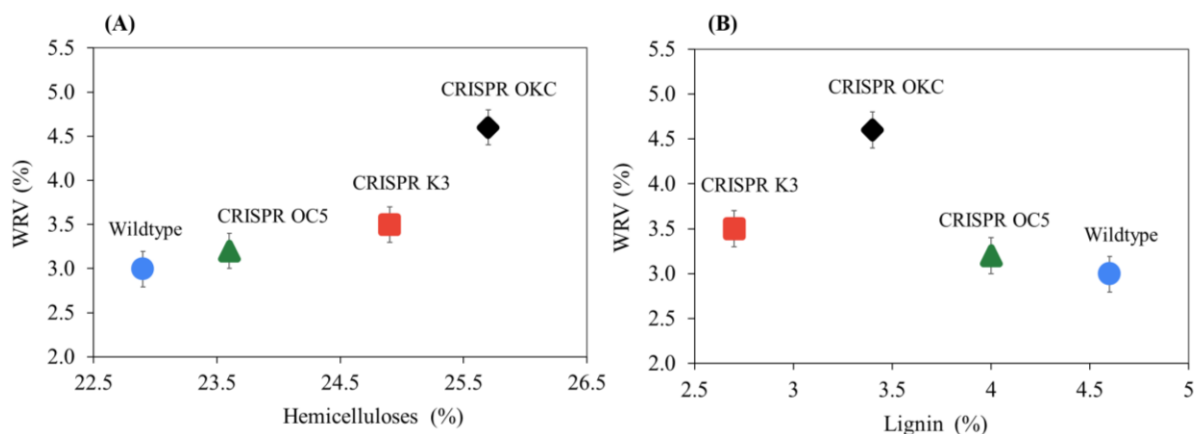 (A)
5.5
5.0
4.5
4.0
3.5
3.0
2.5
2.0
WRV (%)
CRISPR OKC
CRISPR K3
CRISPR OC5
Wildtype
22.5 23.6 24.5 25.7 26.5
Hemicelluloses (%)
(B)
5.5
5.0
4.5
4.0
3.5
3.0
2.5
2.0
WRV (%)
CRISPR OKC
CRISPR K3
CRISPR OC5
Wildtype
2.5 3 3.5 4 4.5 5
Lignin (%)